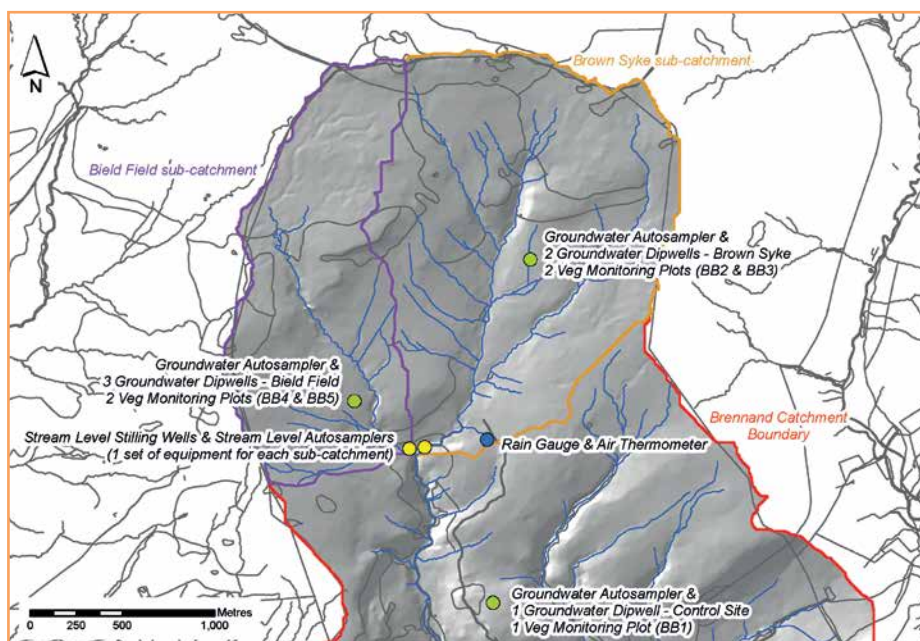 Brown Syke sub-catchment
N
Bield Field sub-catchment
Groundwater Autosampler &
2 Groundwater Dipwells - Brown Syke
2 Veg Monitoring Plots (BB2 & BB3)
Groundwater Autosampler &
3 Groundwater Dipwells - Bield Field
2 Veg Monitoring Plots (BB4 & BB5)
Brennand Catchment
Boundary
Stream Level Stilling Wells & Stream Level Autosamplers
(1 set of equipment for each sub-catchment)
Rain Gauge & Air Thermometer
Groundwater Autosampler &
1 Groundwater Dipwell - Control Site
1 Veg Monitoring Plot (BB1)
Metres
0 250 500 1,000